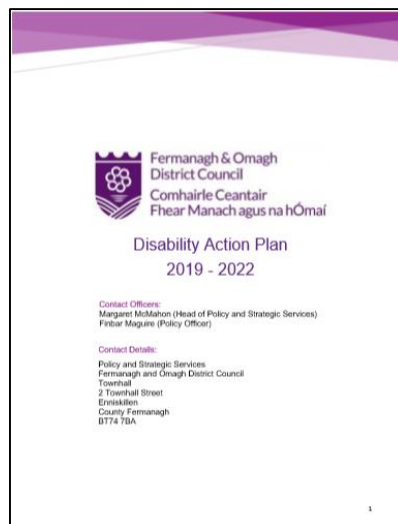 Fermanagh & Omagh
District Council
Comhairle Ceantair
Fhear Manach agus na hÓmaí
Disability Action Plan
2019 - 2022
Contact Officers:
Margaret McMahon (Head of Policy and Strategic Services)
Finbar Maguire (Policy Officer)
Contact Details:
Policy and Strategic Services
Fermanagh and Omagh District Council
Townhall
2 Townhall Street
Enniskillen
County Fermanagh
BT74 7BA
1